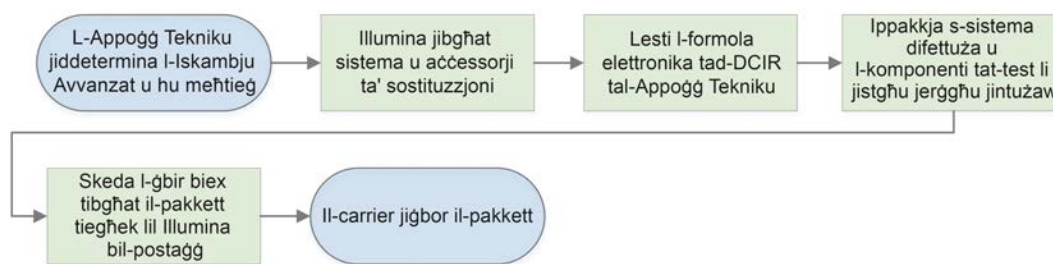 L-Appoġġ Tekniku
jiddetermina l-Iskambju
Avvanzat u hu meħtieġ
Illumina jibgħat
sistema u aċċessorji
ta' sostituzzjoni
Lesti l-formola
elettronika tad-DCIR
tal-Appoġġ Tekniku
Ippakkja s-sistema
difettuża u
l-komponenti tat-test li
jistgħu jerġgħu jintużaw
Skeda l-ġbir biex
tibgħat il-pakkett
tiegħek lil Illumina
bil-postaġġ
Il-carrier jiġbor il-pakkett